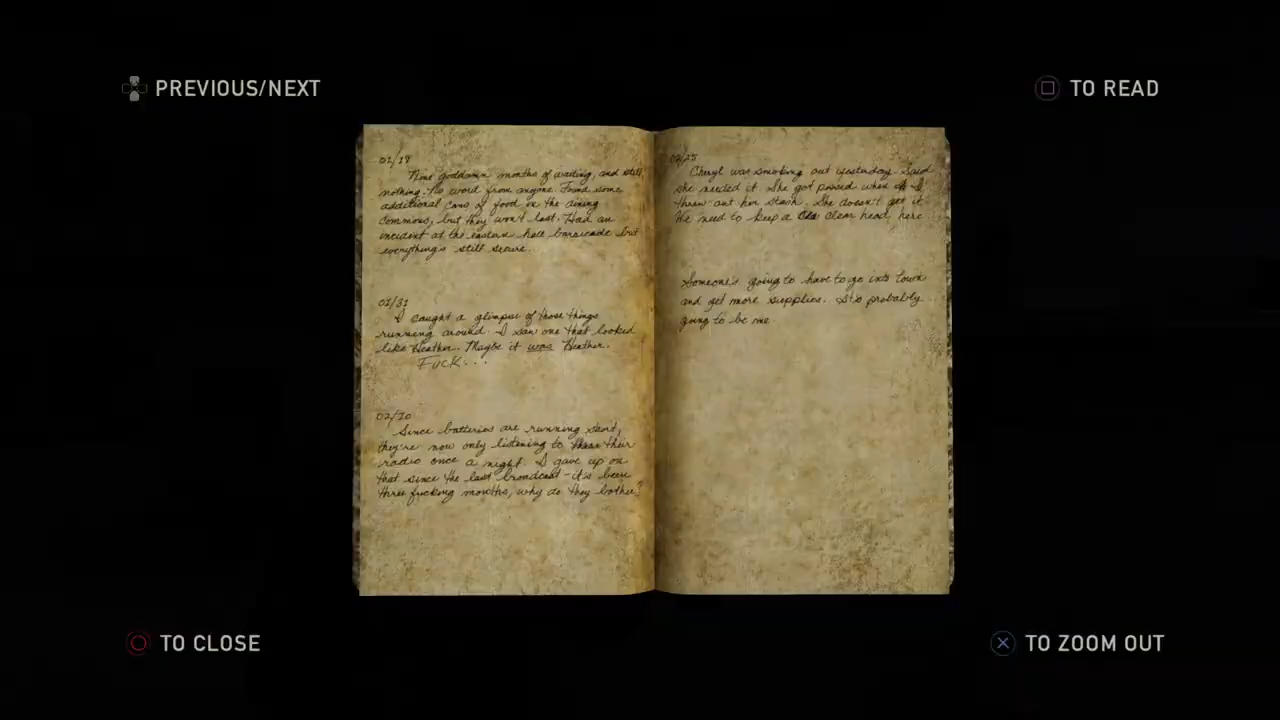 PREVIOUS/NEXT
TO READ
01/19
Nine goddamn months of waiting, and still
nothing. No word from anyone. Found some
additional cans of food in the dining
commons, but they won't last. Had an
incident at the eastern hall barricade but
everything's still secure.
01/31
I caught a glimpse of those things
running around. I saw one that looked
like Heather. Maybe it was Heather.
FUCK...
02/10
Since batteries are running short,
they're now only listening to their
radio once a night. I gave up on
that since the last broadcast - it's been
three fucking months, why do they bother?
02/25
Cheryl was smoking out yesterday. Said
she needed it. She got pissed when I
threw out her stash. She doesn't get it.
We need to keep a clear head here
Someone's going to have to go into town
and get more supplies. It's probably
going to be me.
TO CLOSE
TO ZOOM OUT